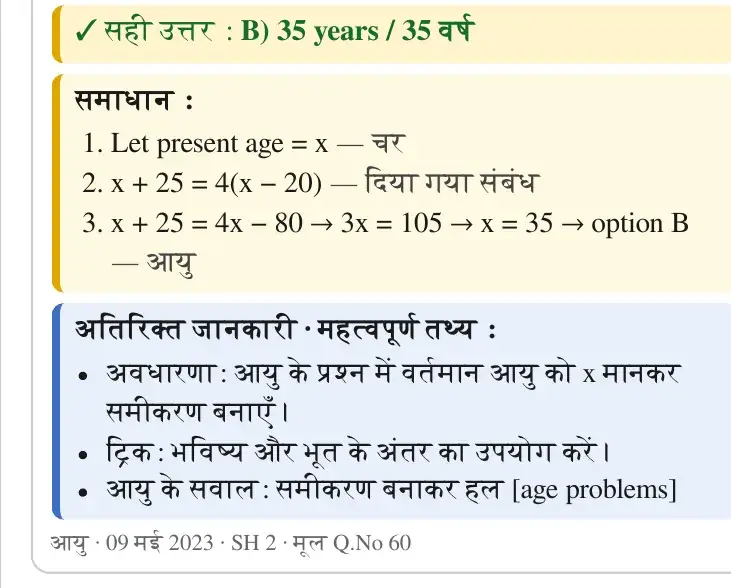 ✓ सही उत्तर : B) 35 years / 35 वर्ष
समाधान :
1. Let present age = x — चर
2. x + 25 = 4(x − 20) — दिया गया संबंध
3. x + 25 = 4x − 80 → 3x = 105 → x = 35 → option B
— आयु
अतिरिक्त जानकारी · महत्वपूर्ण तथ्य :
• अवधारणा : आयु के प्रश्न में वर्तमान आयु को x मानकर
समीकरण बनाएँ।
• ट्रिक : भविष्य और भूत के अंतर का उपयोग करें।
• आयु के सवाल : समीकरण बनाकर हल [age problems]
आयु · 09 मई 2023 · SH 2 · मूल Q.No 60